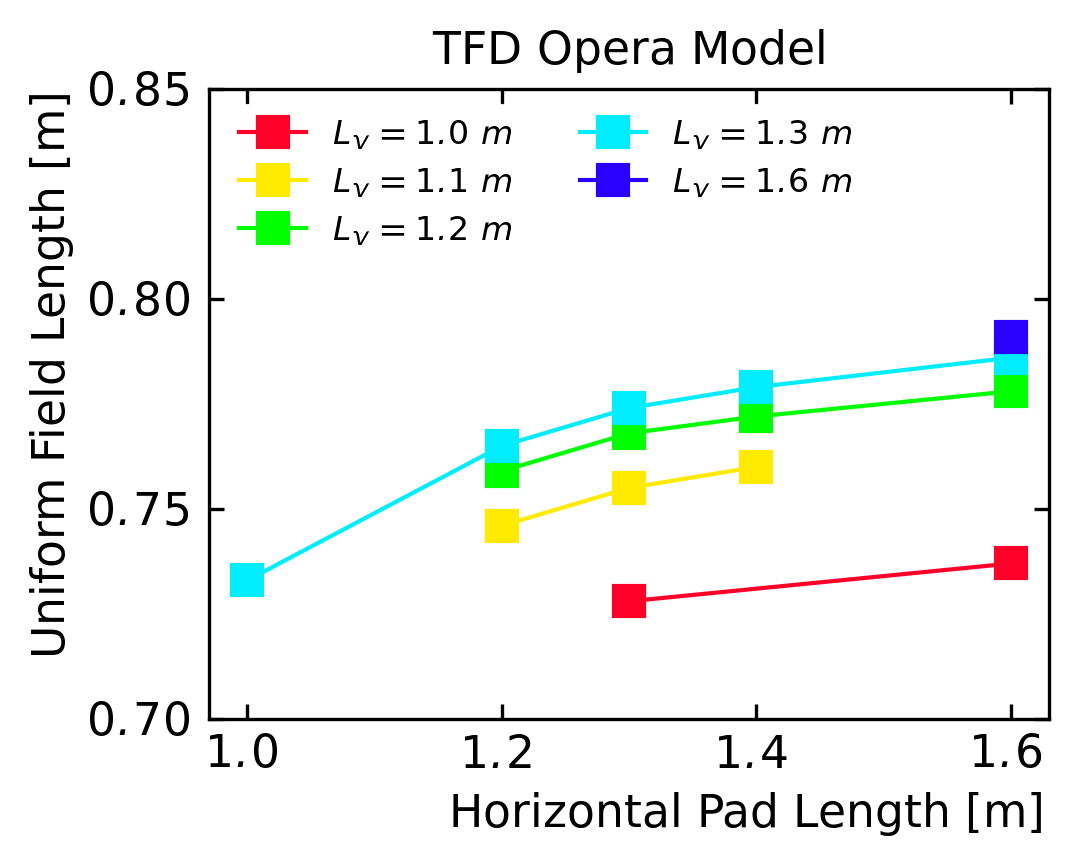 TFD Opera Model
Uniform Field Length [m]
0.85
0.80
0.75
0.70
L_v = 1.0 m
L_v = 1.1 m
L_v = 1.2 m
L_v = 1.3 m
L_v = 1.6 m
1.0 1.2 1.4 1.6
Horizontal Pad Length [m]